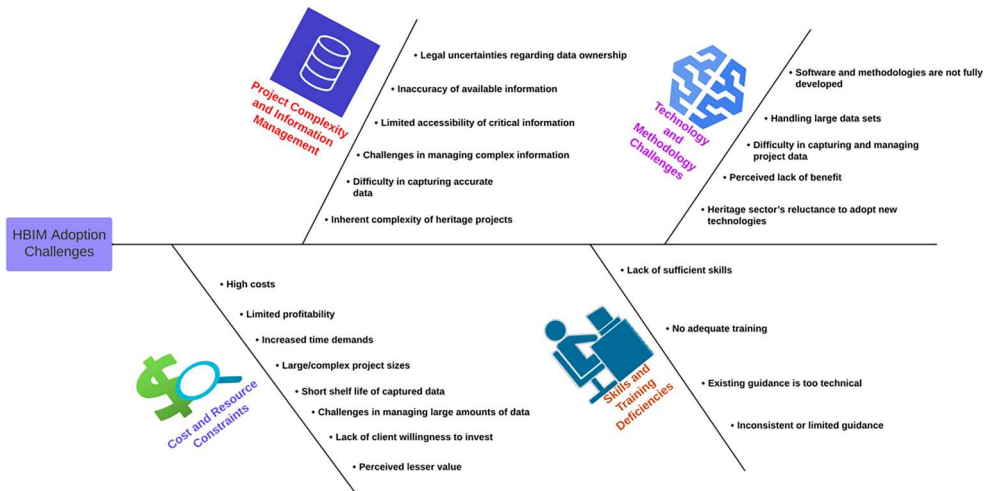 HBIM Adoption
Challenges
Project Complexity
and Information
Management
• Legal uncertainties regarding data ownership
• Inaccuracy of available information
• Limited accessibility of critical information
• Challenges in managing complex information
• Difficulty in capturing accurate
data
• Inherent complexity of heritage projects
Technology
and
Methodology
Challenges
• Software and methodologies are not fully
developed
• Handling large data sets
• Difficulty in capturing and managing
project data
• Perceived lack of benefit
• Heritage sector’s reluctance to adopt new
technologies
Cost and Resource
Constraints
• High costs
• Limited profitability
• Increased time demands
• Large/complex project sizes
• Short shelf life of captured data
• Challenges in managing large amounts of data
• Lack of client willingness to invest
• Perceived lesser value
Skills and
Training
Deficiencies
• Lack of sufficient skills
• No adequate training
• Existing guidance is too technical
• Inconsistent or limited guidance